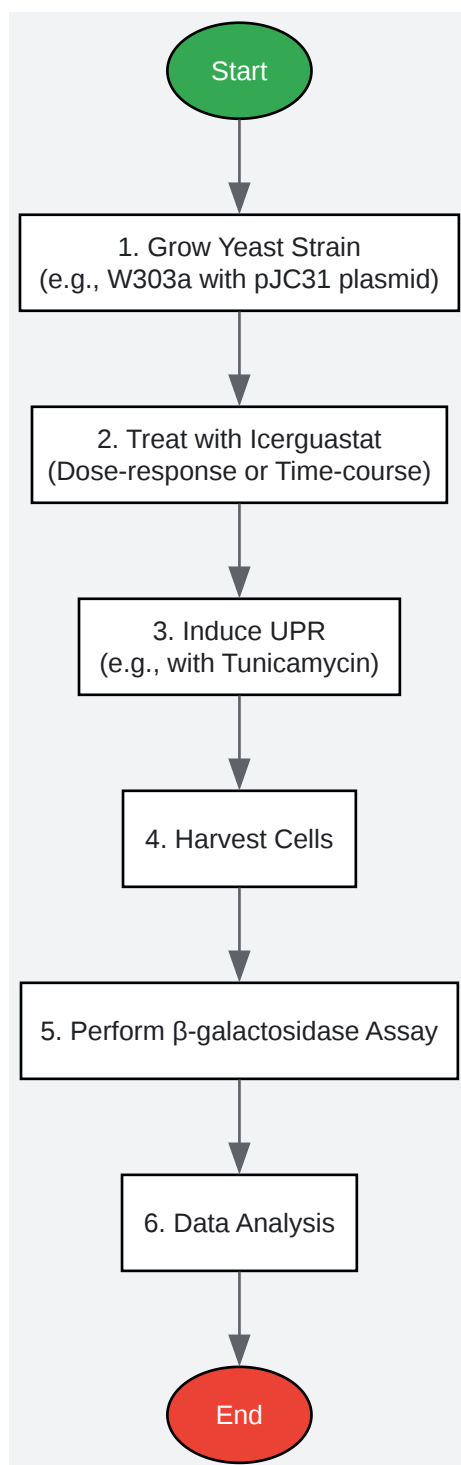 Start
1. Grow Yeast Strain
(e.g., W303a with pJC31 plasmid)
2. Treat with Icerguastat
(Dose-response or Time-course)
3. Induce UPR
(e.g., with Tunicamycin)
4. Harvest Cells
5. Perform β-galactosidase Assay
6. Data Analysis
End